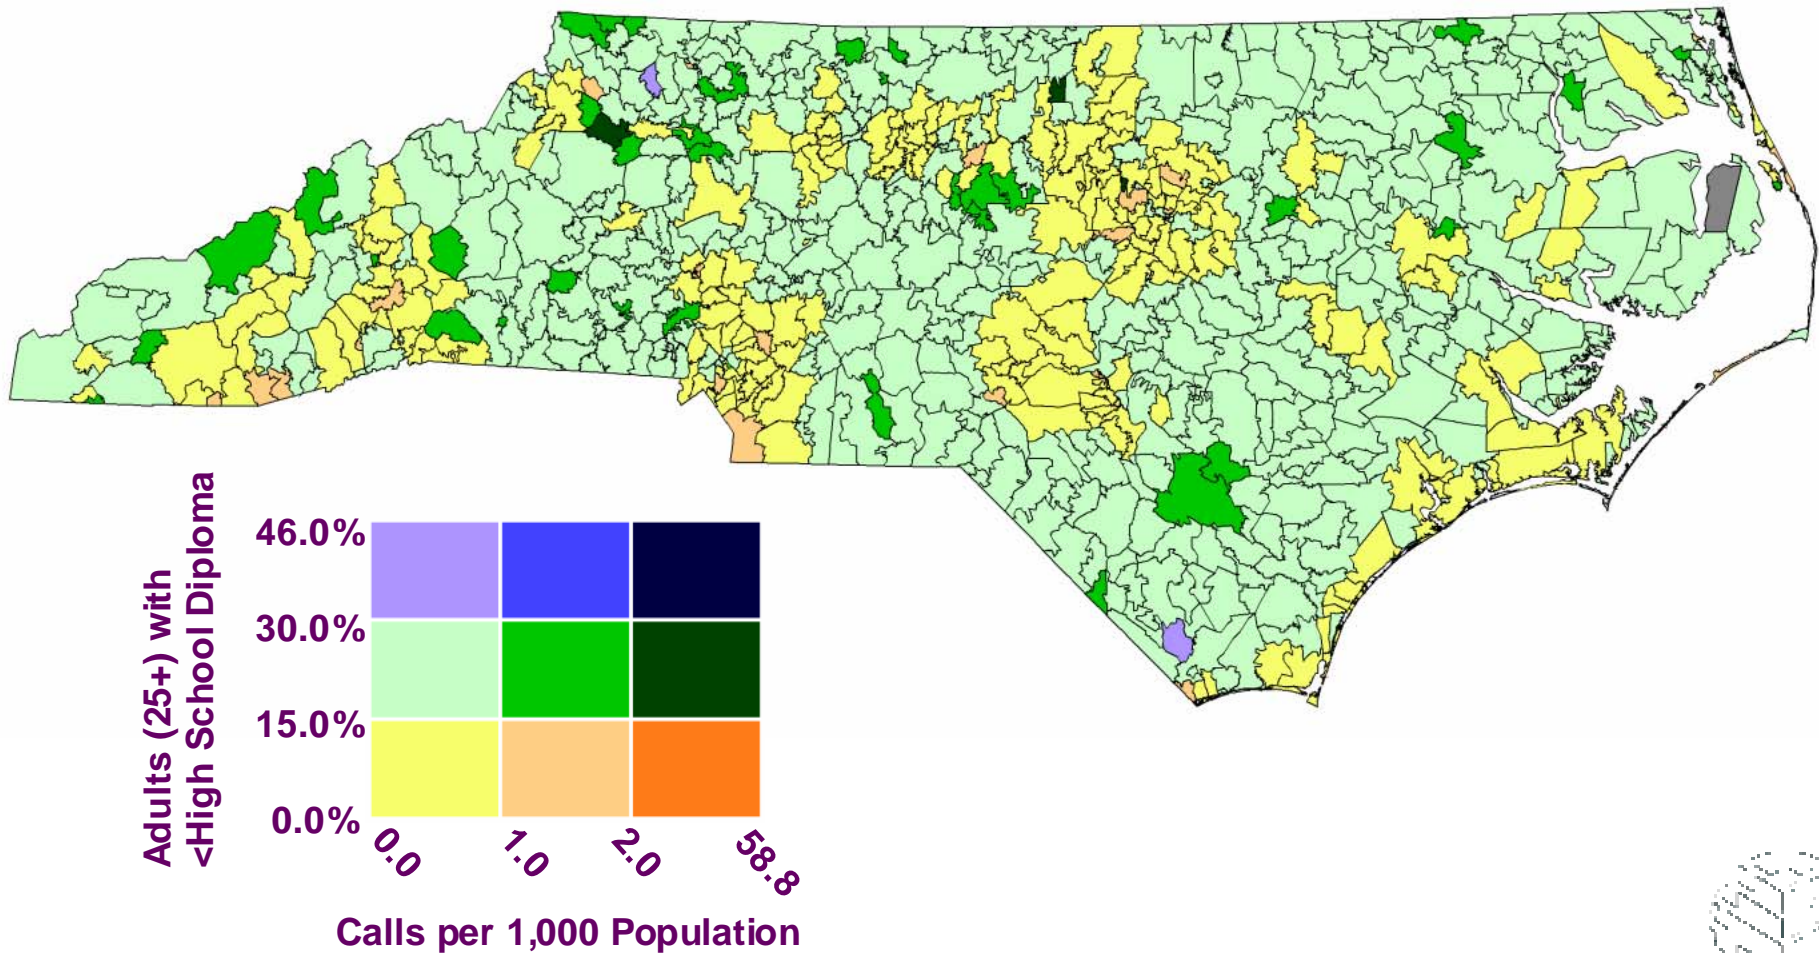 Adults (25+) with
<High School Diploma
46.0%
30.0%
15.0%
0.0%
0.0
1.0
2.0
58.8
Calls per 1,000 Population